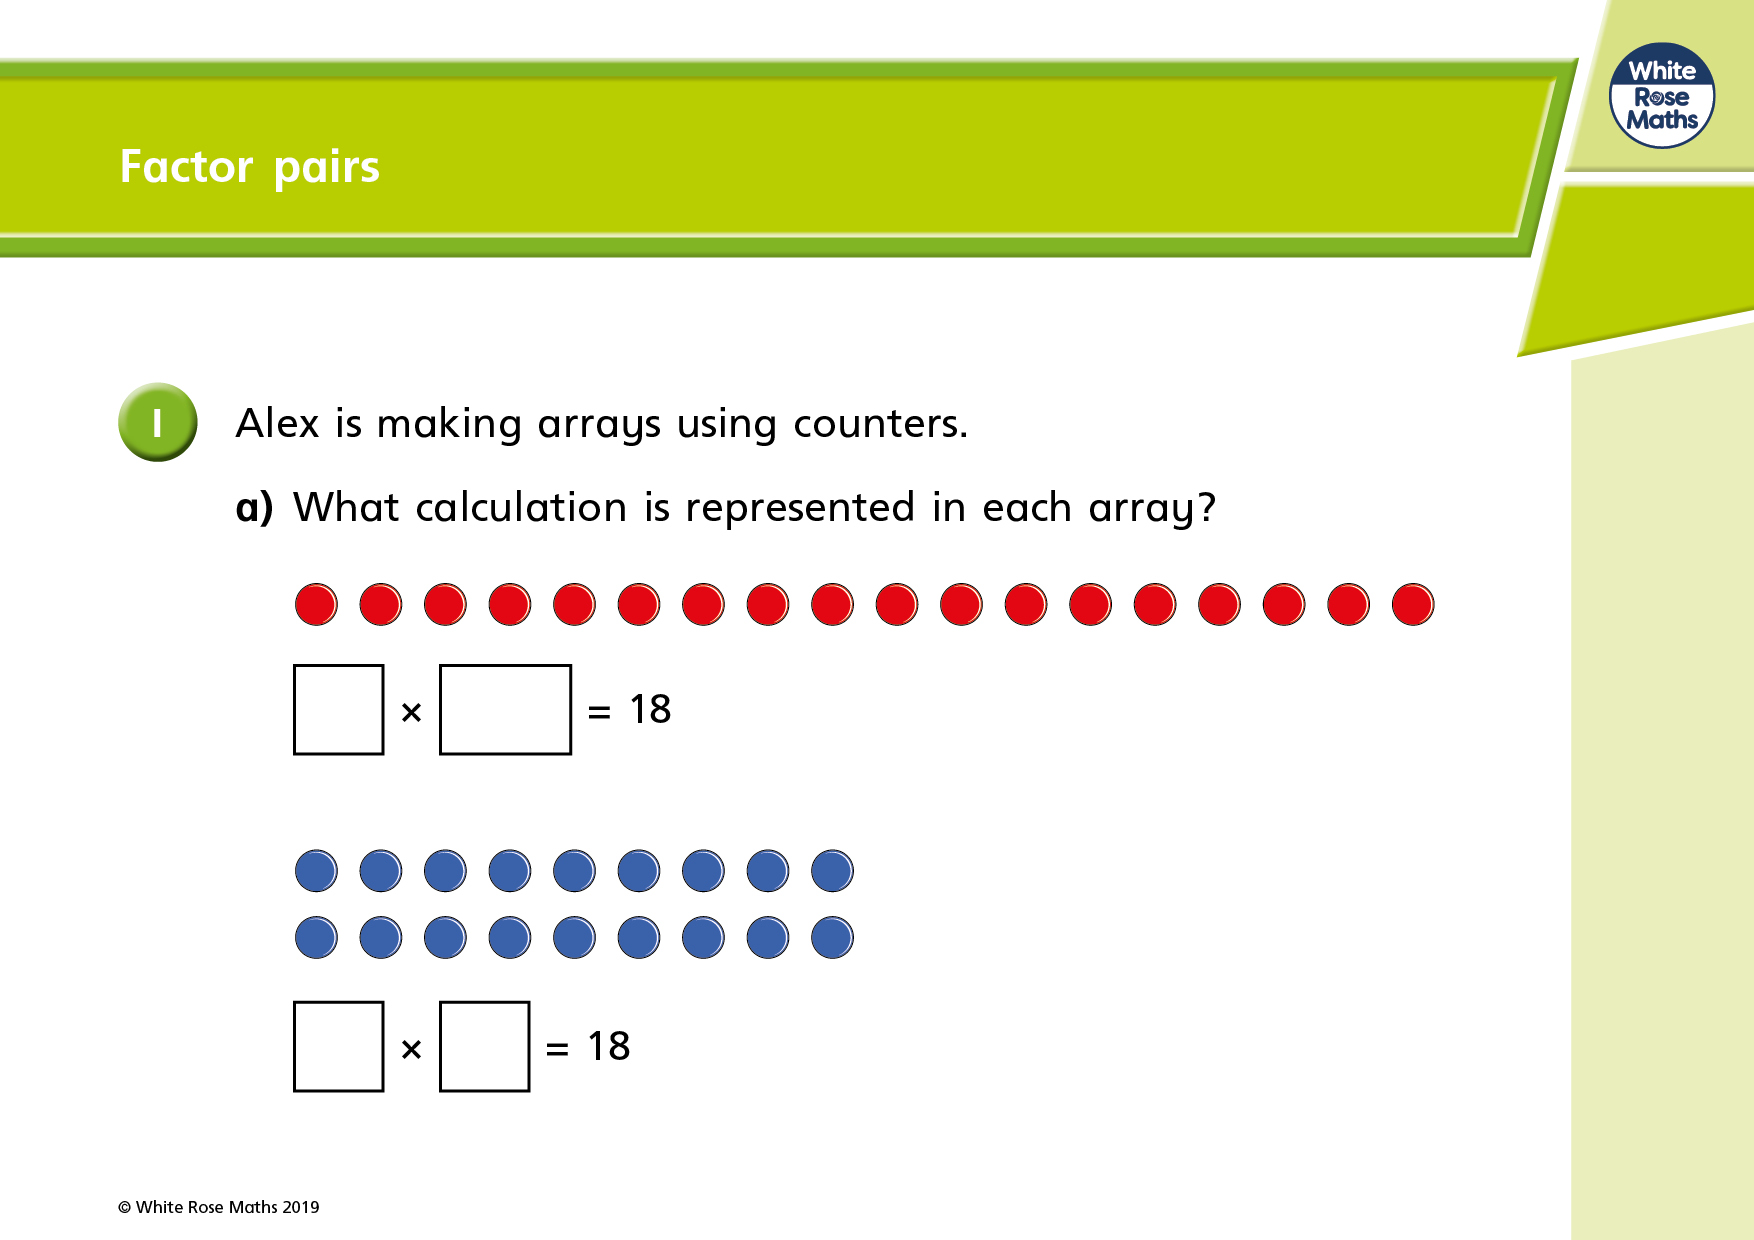 White
Rose
Maths
Factor pairs
1 Alex is making arrays using counters.
a) What calculation is represented in each array?
× = 18
× = 18
© White Rose Maths 2019